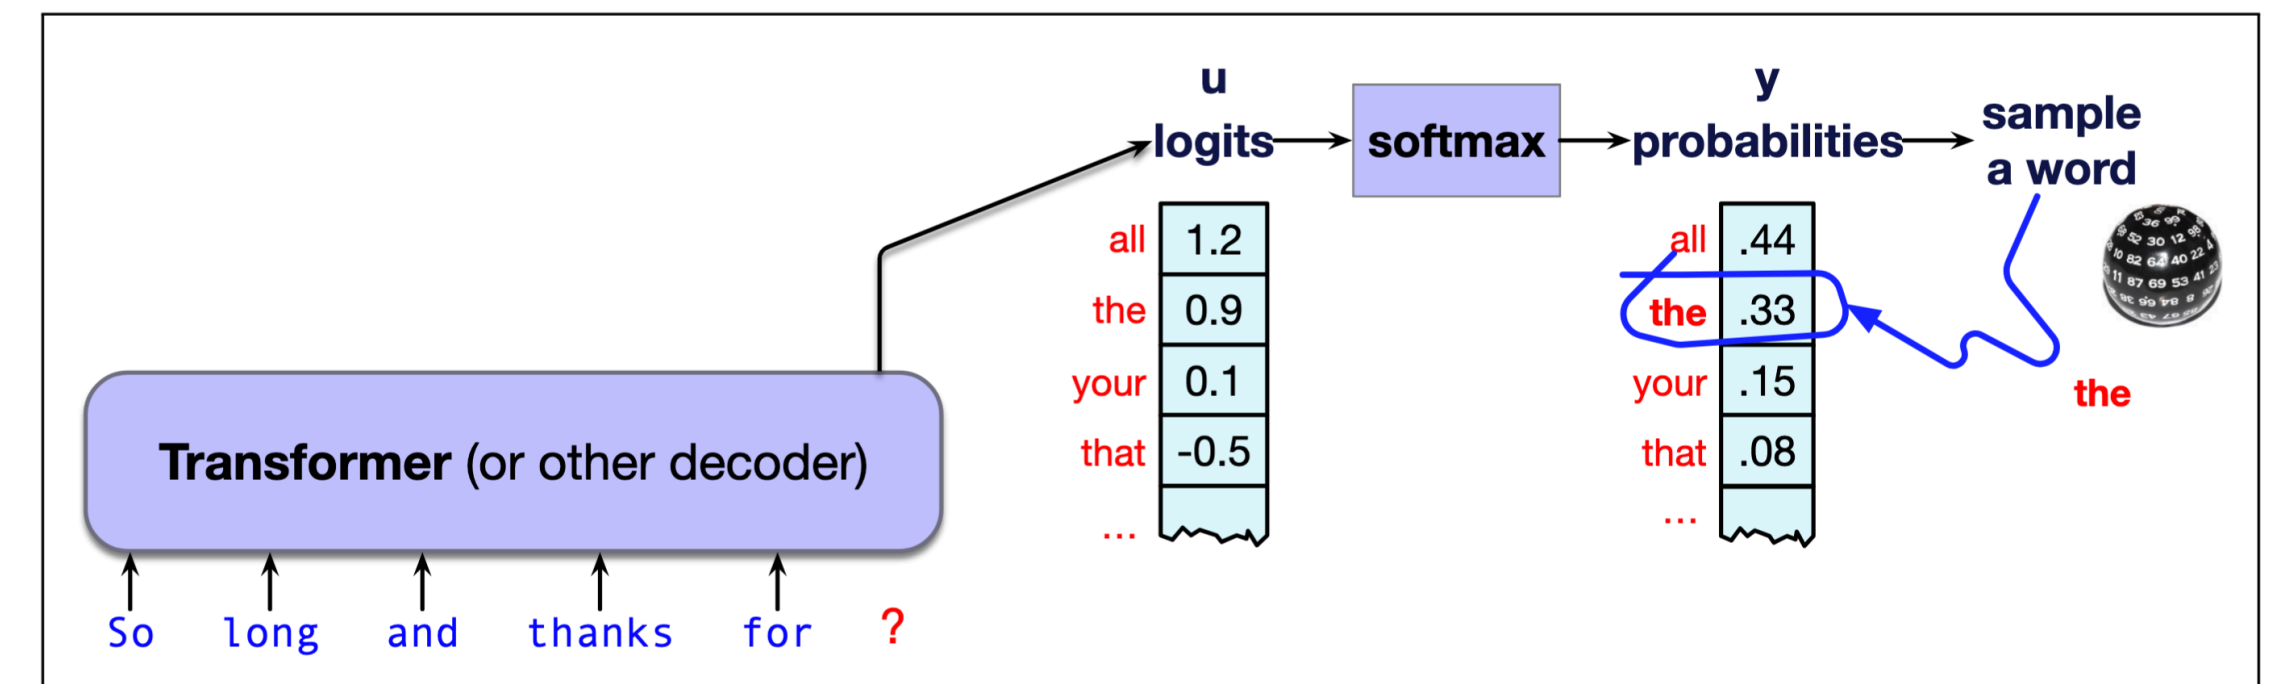 u
logits
softmax
y
probabilities
sample
a word
all 1.2
the 0.9
your 0.1
that -0.5
...
all .44
the .33
your .15
that .08
...
the
Transformer (or other decoder)
So long and thanks for ?